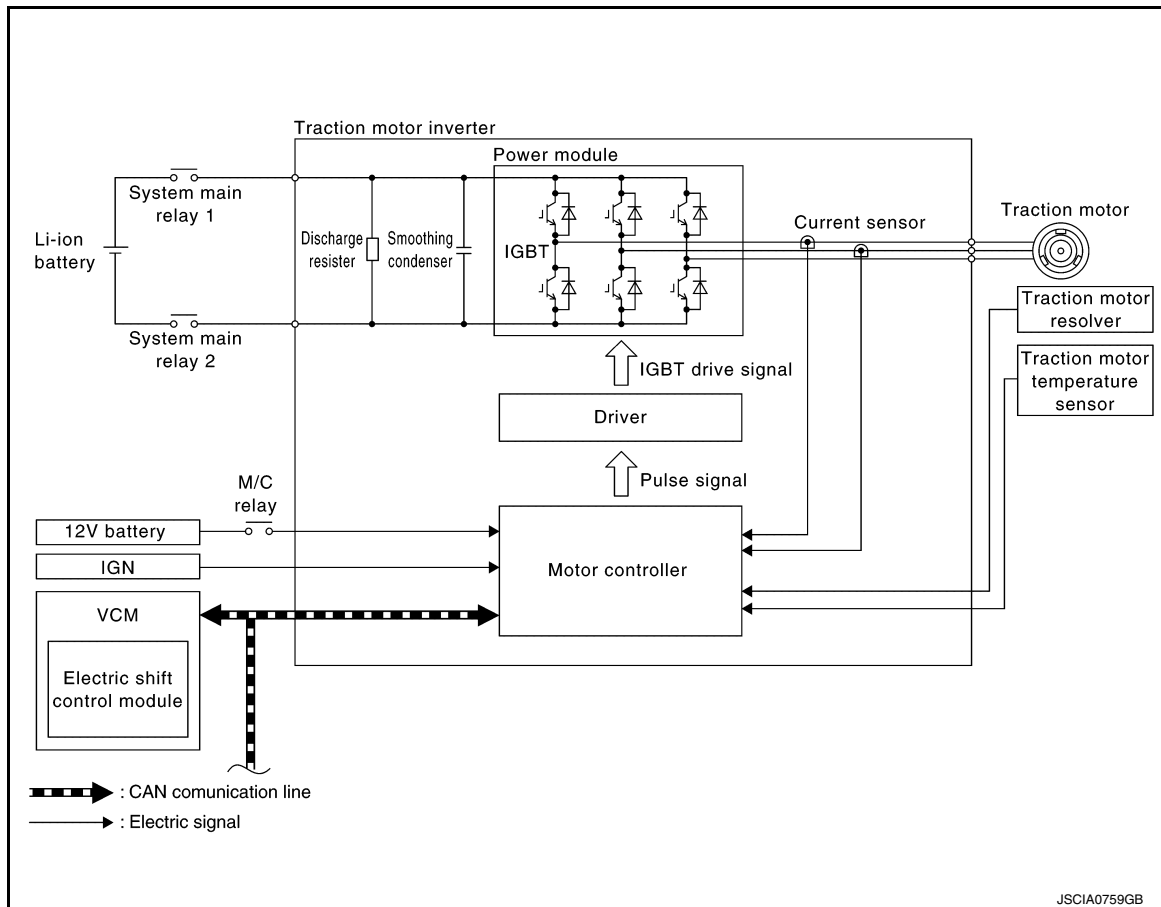 Traction motor inverter
Power module
System main
relay 1
Li-ion
battery
Discharge
resister
Smoothing
condenser
IGBT
Current sensor
Traction motor
System main
relay 2
Traction motor
resolver
Traction motor
temperature
sensor
IGBT drive signal
Driver
Pulse signal
M/C
relay
12V battery
IGN
Motor controller
VCM
Electric shift
control module
: CAN comunication line
: Electric signal
JSCIA0759GB